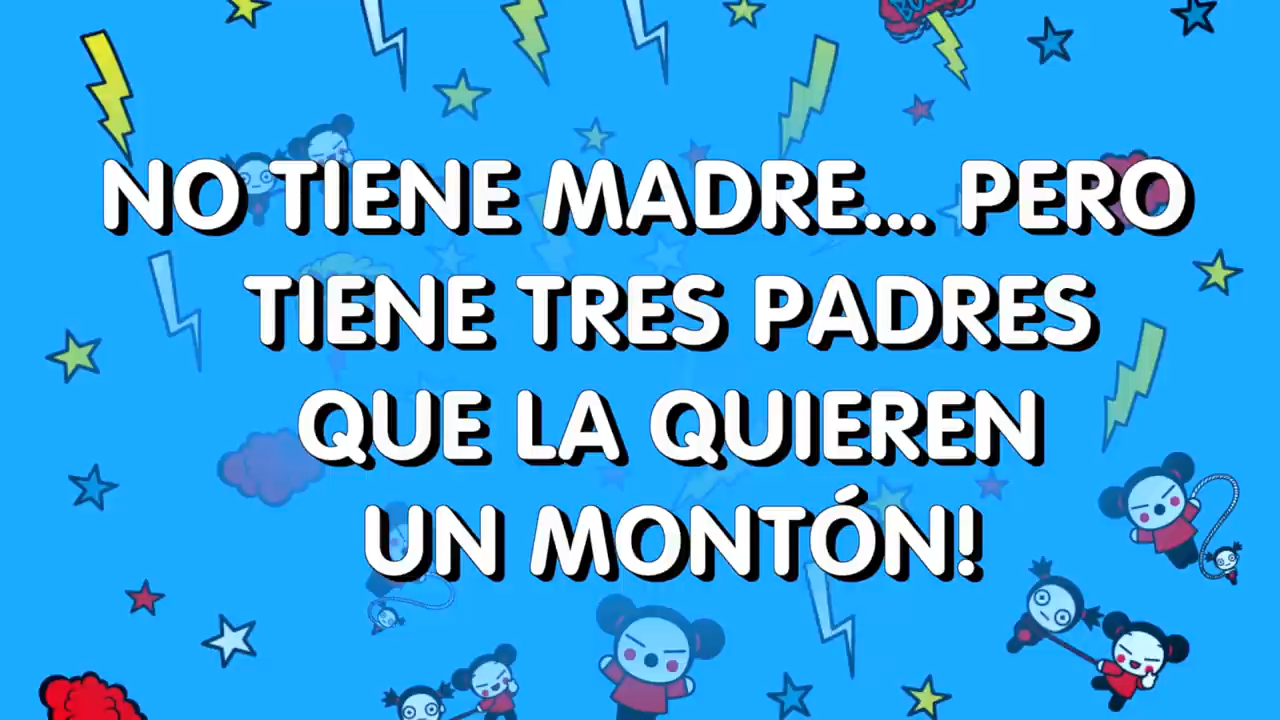 NO TIENE MADRE... PERO
TIENE TRES PADRES
QUE LA QUIEREN
UN MONTÓN!